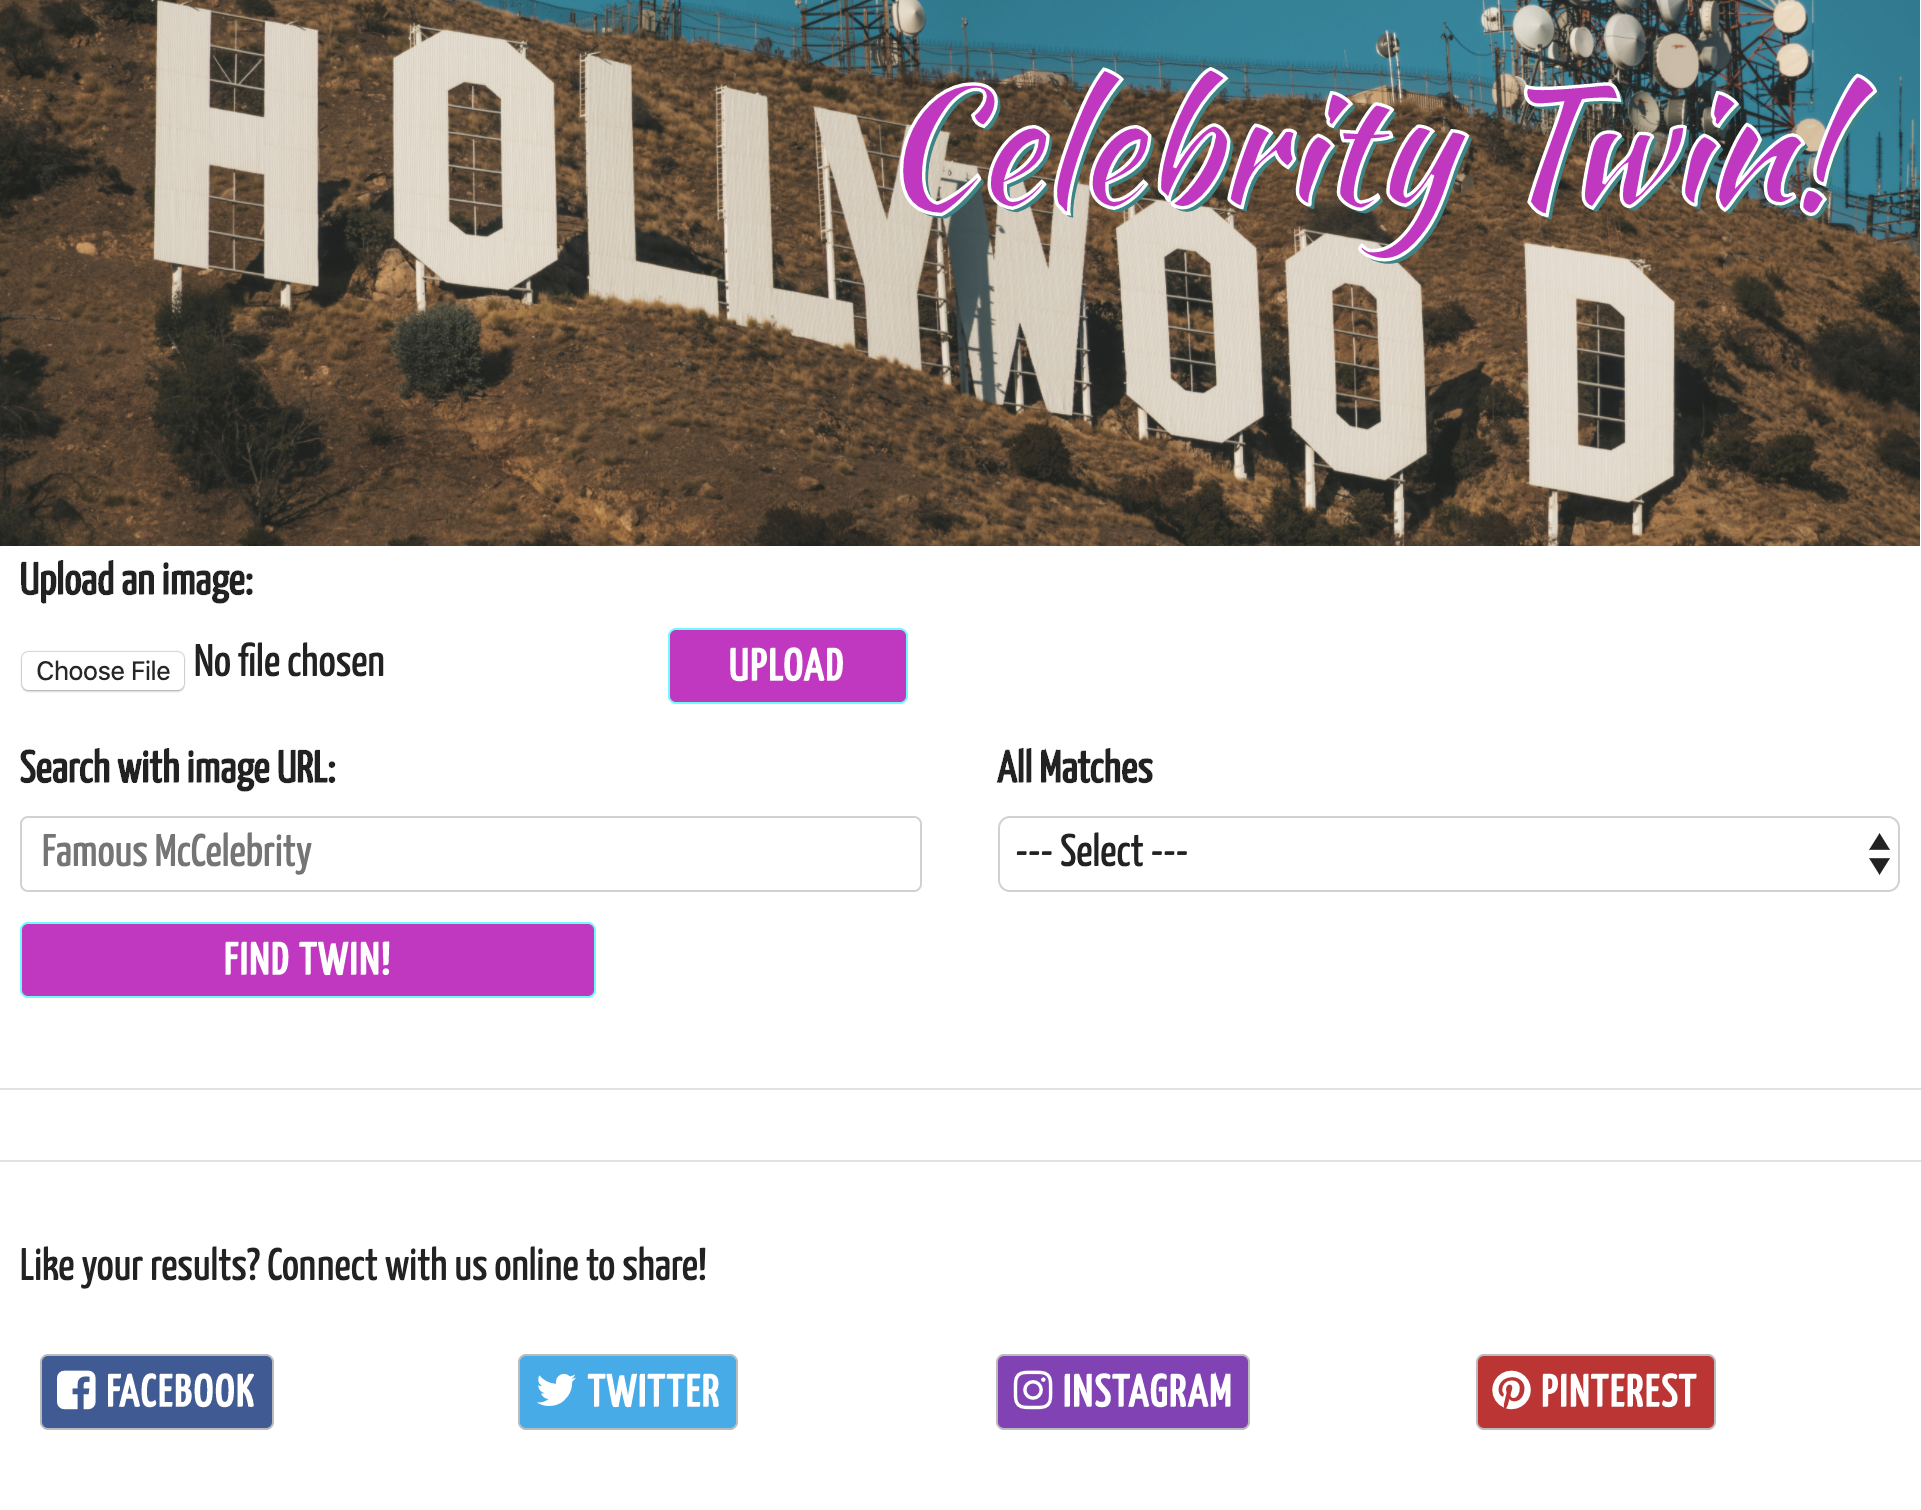 HOLLYWOOD
Celebrity Twin!
Upload an image:
Choose File No file chosen
UPLOAD
Search with image URL:
All Matches
Famous McCelebrity
--- Select ---
FIND TWIN!
Like your results? Connect with us online to share!
FACEBOOK
TWITTER
INSTAGRAM
PINTEREST